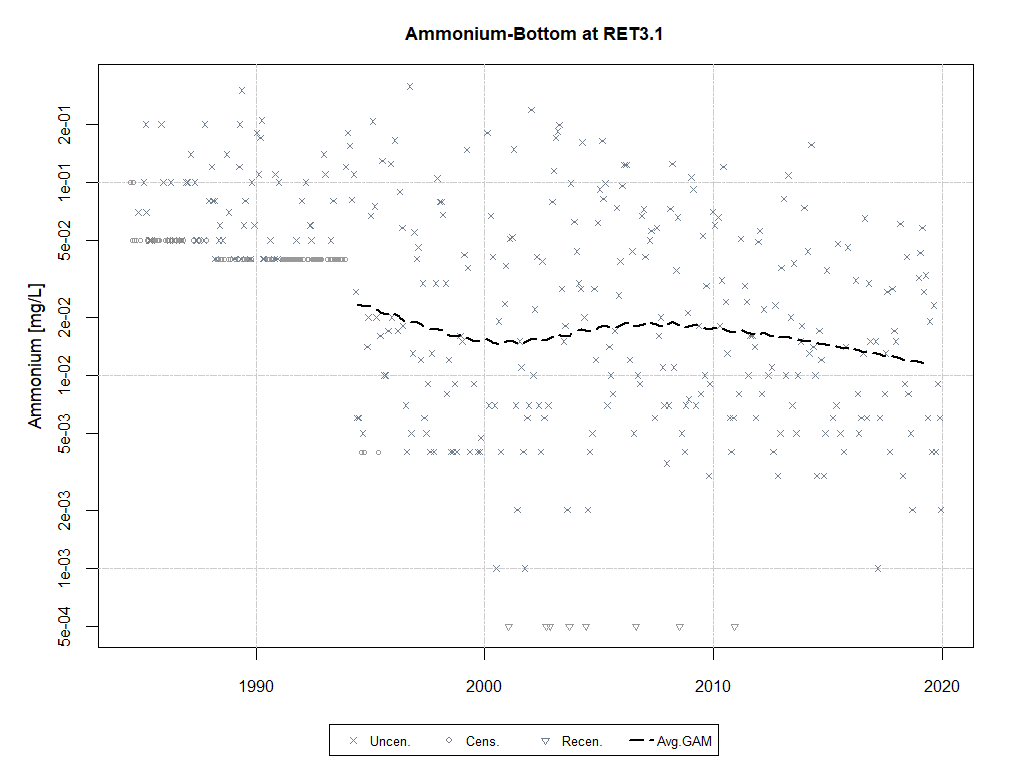 Ammonium-Bottom at RET3.1
Ammonium [mg/L]
2e-01
1e-01
5e-02
2e-02
1e-02
5e-03
2e-03
1e-03
5e-04
1990 2000 2010 2020
Uncen. Cens. Recen. Avg.GAM